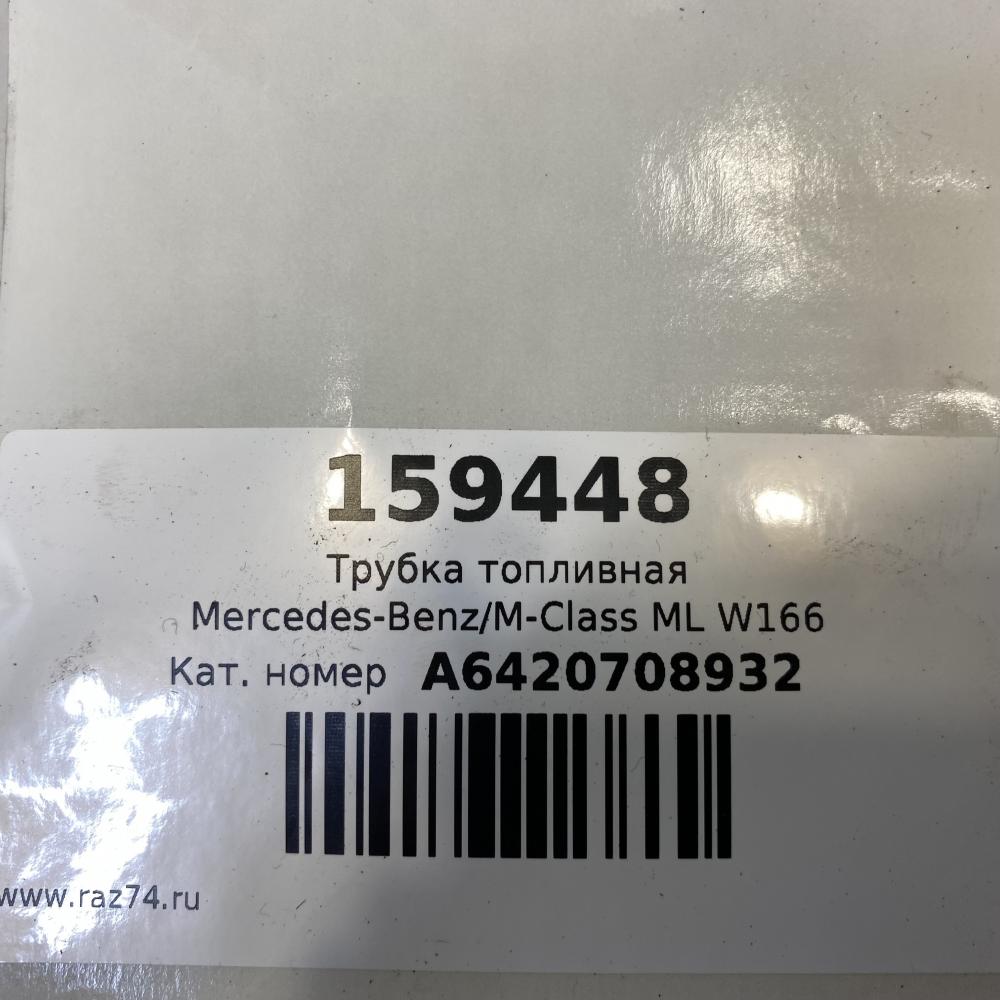 159448
Трубка топливная
Mercedes-Benz/M-Class ML W166
Кат. номер A6420708932
www.raz74.ru